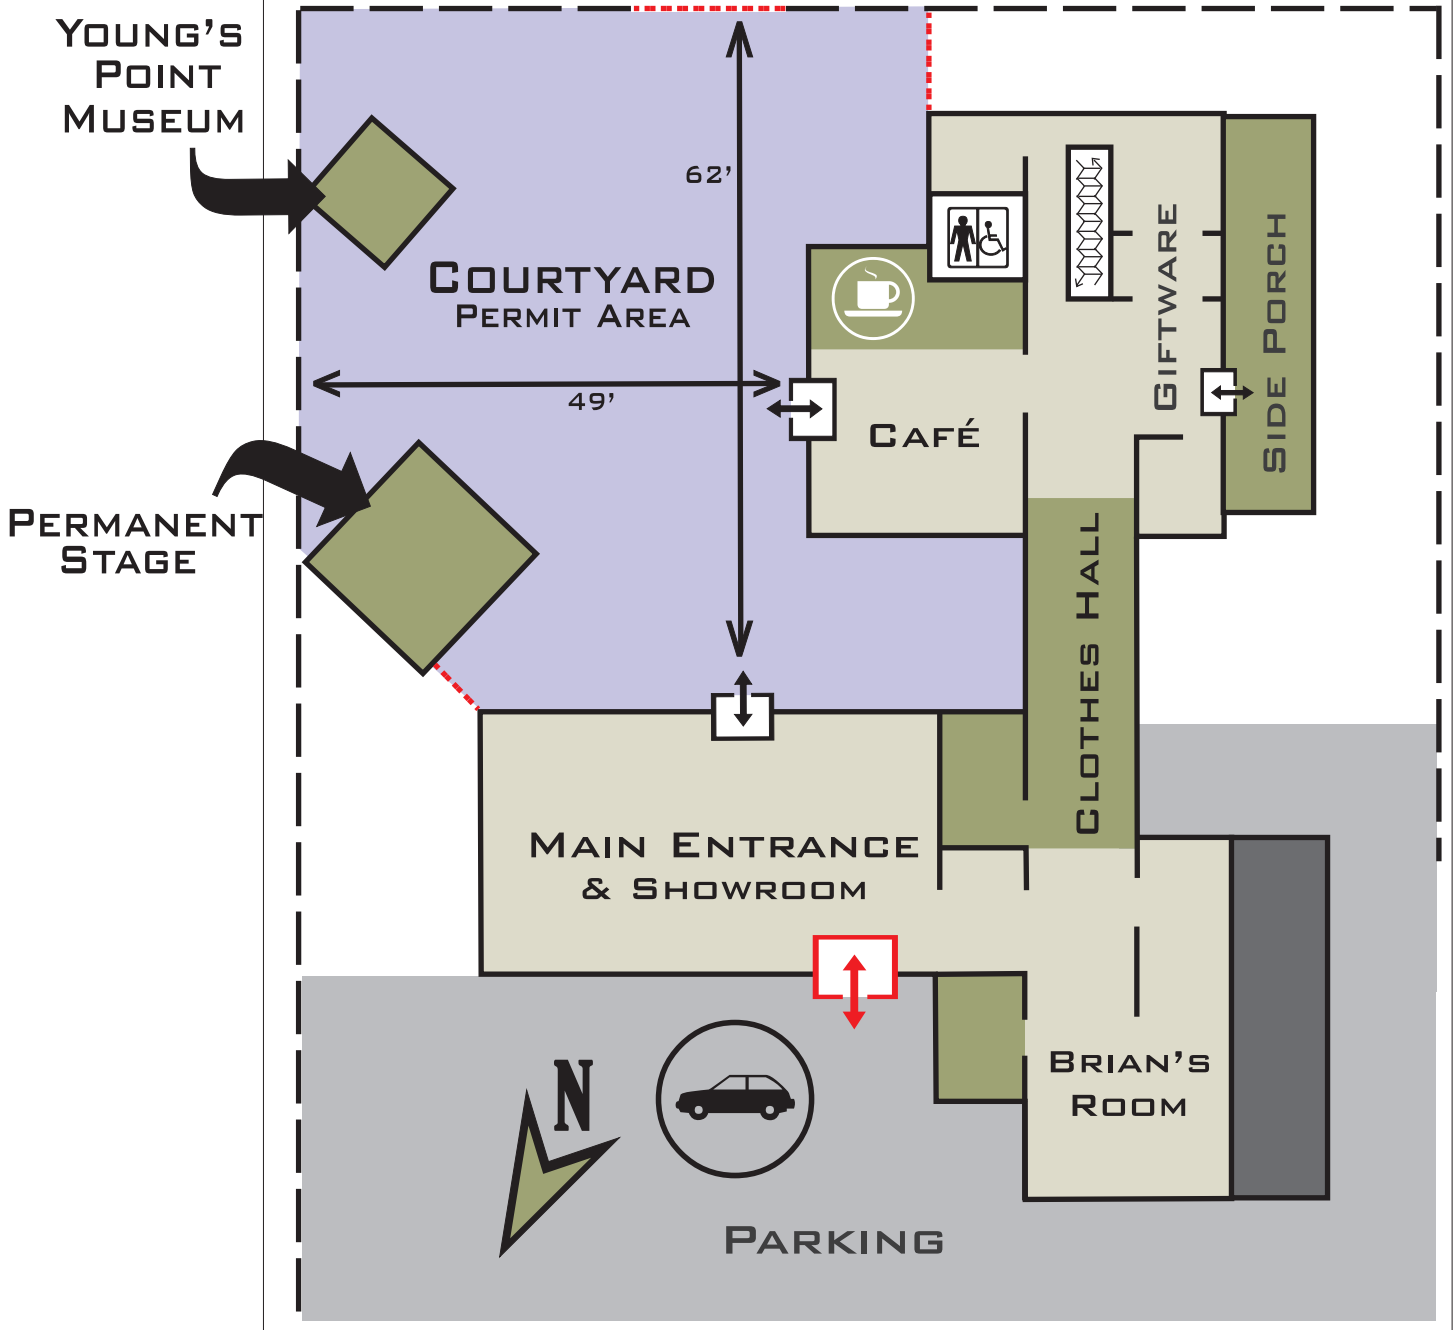 YOUNG'S
POINT
MUSEUM
62'
COURTYARD
PERMIT AREA
49'
CAFÉ
GIFTWARE
SIDE PORCH
PERMANENT
STAGE
CLOTHES HALL
MAIN ENTRANCE
& SHOWROOM
BRIAN'S
ROOM
N
PARKING